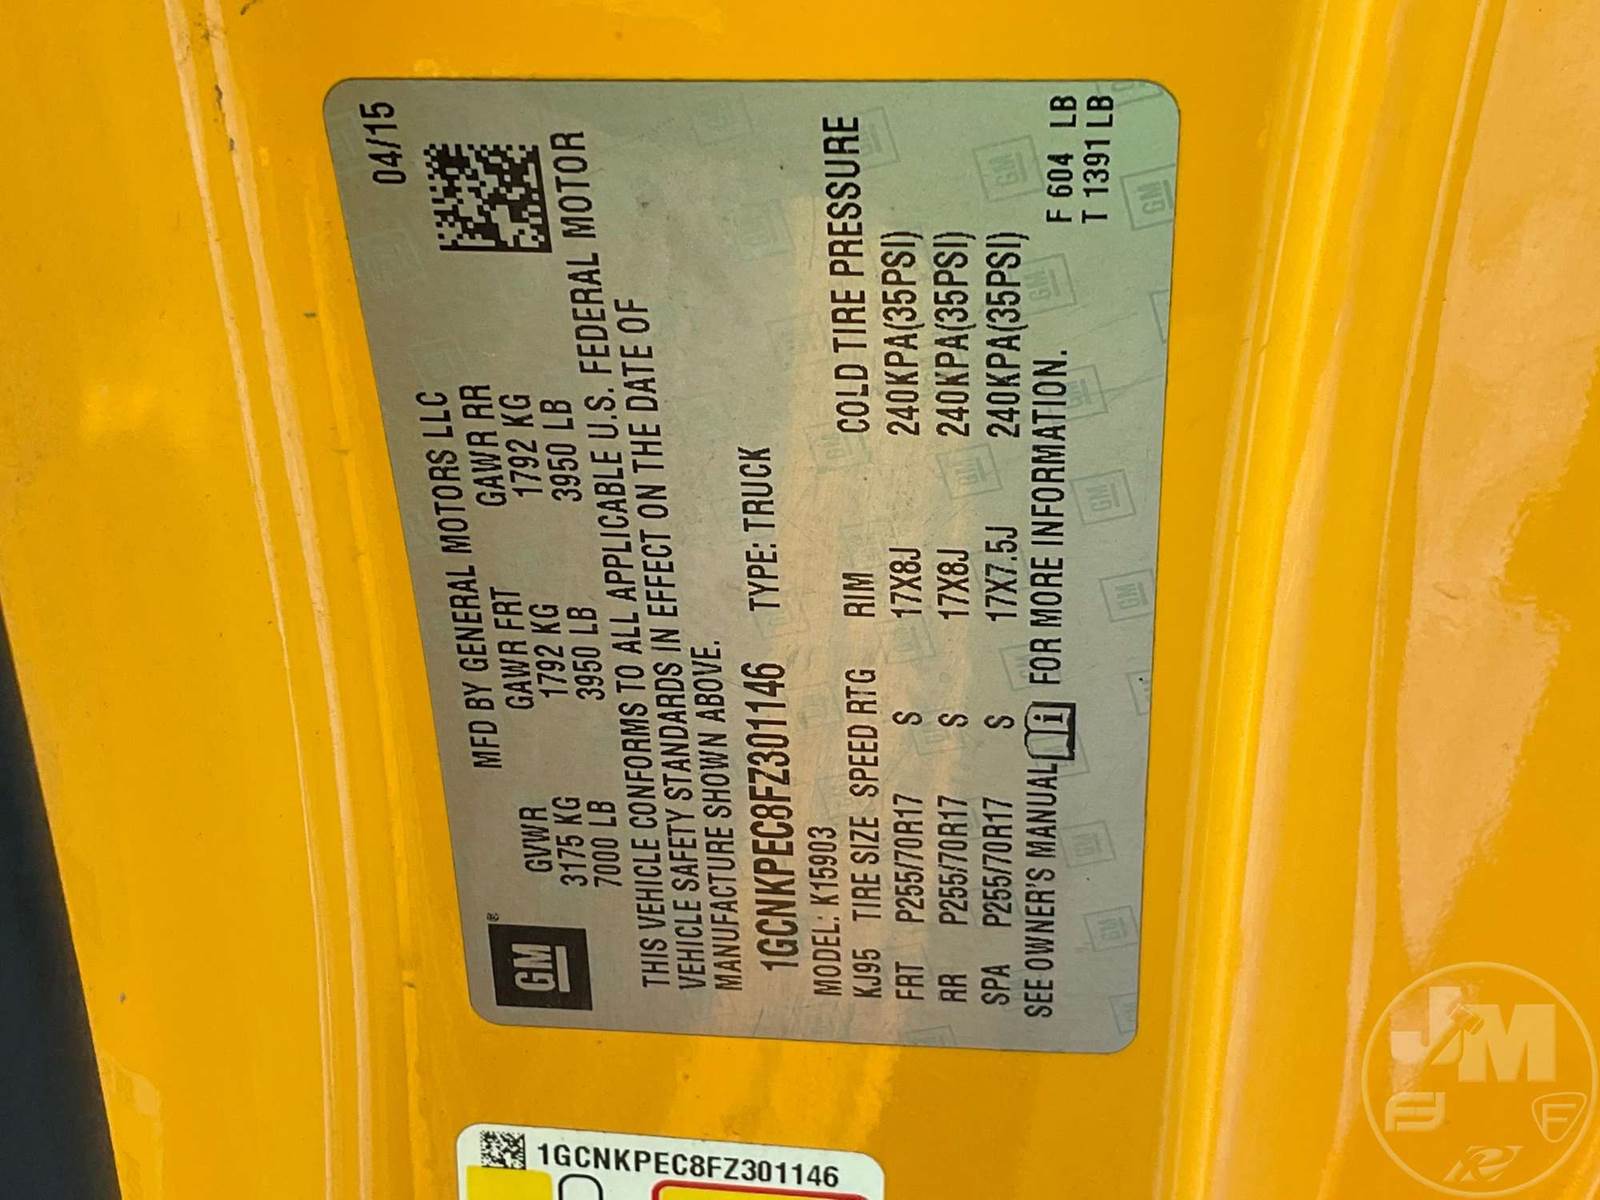 MFD BY GENERAL MOTORS LLC 04/15
GVWR GAWR FRT GAWR RR
3175 KG 1792 KG 1792 KG
7000 LB 3950 LB 3950 LB
GM®
THIS VEHICLE CONFORMS TO ALL APPLICABLE U.S. FEDERAL MOTOR
VEHICLE SAFETY STANDARDS IN EFFECT ON THE DATE OF
MANUFACTURE SHOWN ABOVE.
1GCNKPEC8FZ301146 TYPE: TRUCK
MODEL: K15903
KJ95 TIRE SIZE SPEED RTG RIM COLD TIRE PRESSURE
FRT P255/70R17 S 17X8J 240KPA(35PSI)
RR P255/70R17 S 17X8J 240KPA(35PSI)
SPA P255/70R17 S 17X7.5J 240KPA(35PSI)
SEE OWNER'S MANUAL i FOR MORE INFORMATION.
F 604 LB
T 1391 LB
1GCNKPEC8FZ301146
JM